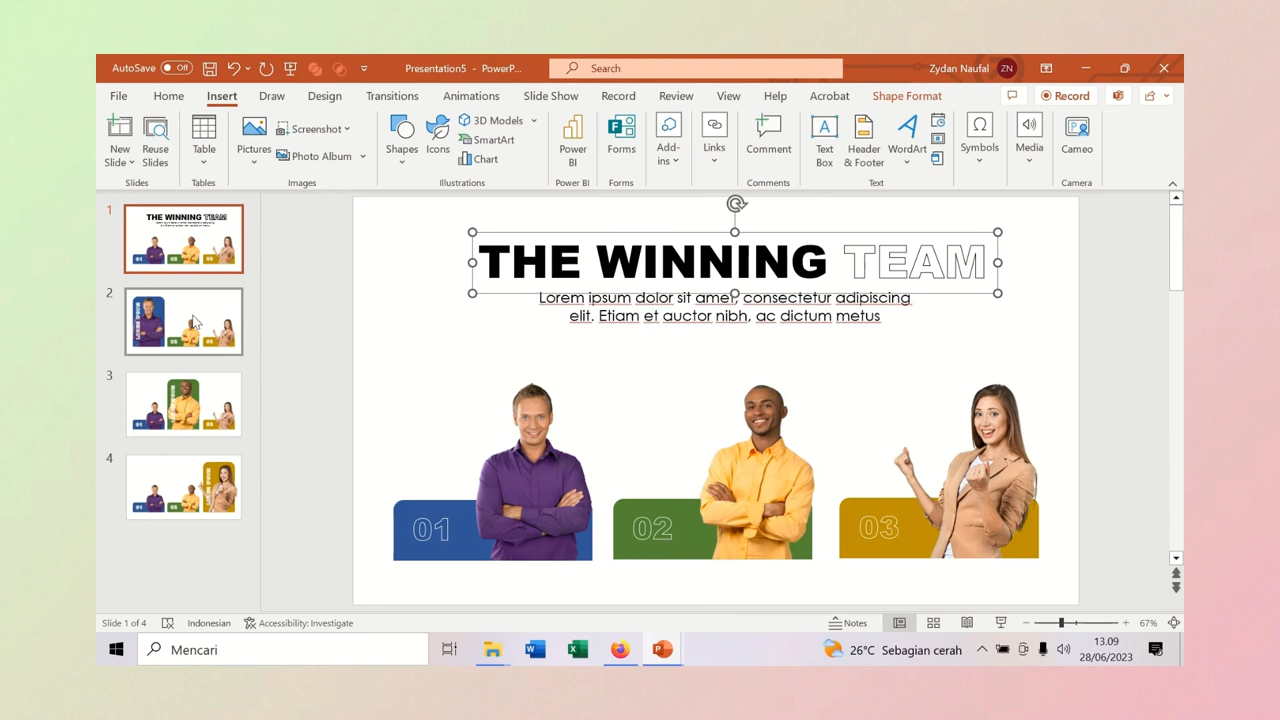 AutoSave Off Presentation5 - PowerP... Search Zydan Naufal ZN
File Home Insert Draw Design Transitions Animations Slide Show Record Review View Help Acrobat Shape Format Record
New Slide Reuse Slides Table Pictures Screenshot Photo Album Shapes Icons 3D Models SmartArt Chart Power BI Forms Add-ins Links Comment Text Box Header & Footer WordArt Symbols Media Cameo
Slides Tables Images Illustrations Power BI Forms Comments Text Camera
1
THE WINNING TEAM
2
3
4
THE WINNING TEAM
Lorem ipsum dolor sit amet, consectetur adipiscing
elit. Etiam et auctor nibh, ac dictum metus
01 02 03
Slide 1 of 4 Indonesian Accessibility: Investigate Notes 67%
Mencari 26°C Sebagian cerah 13.09
28/06/2023